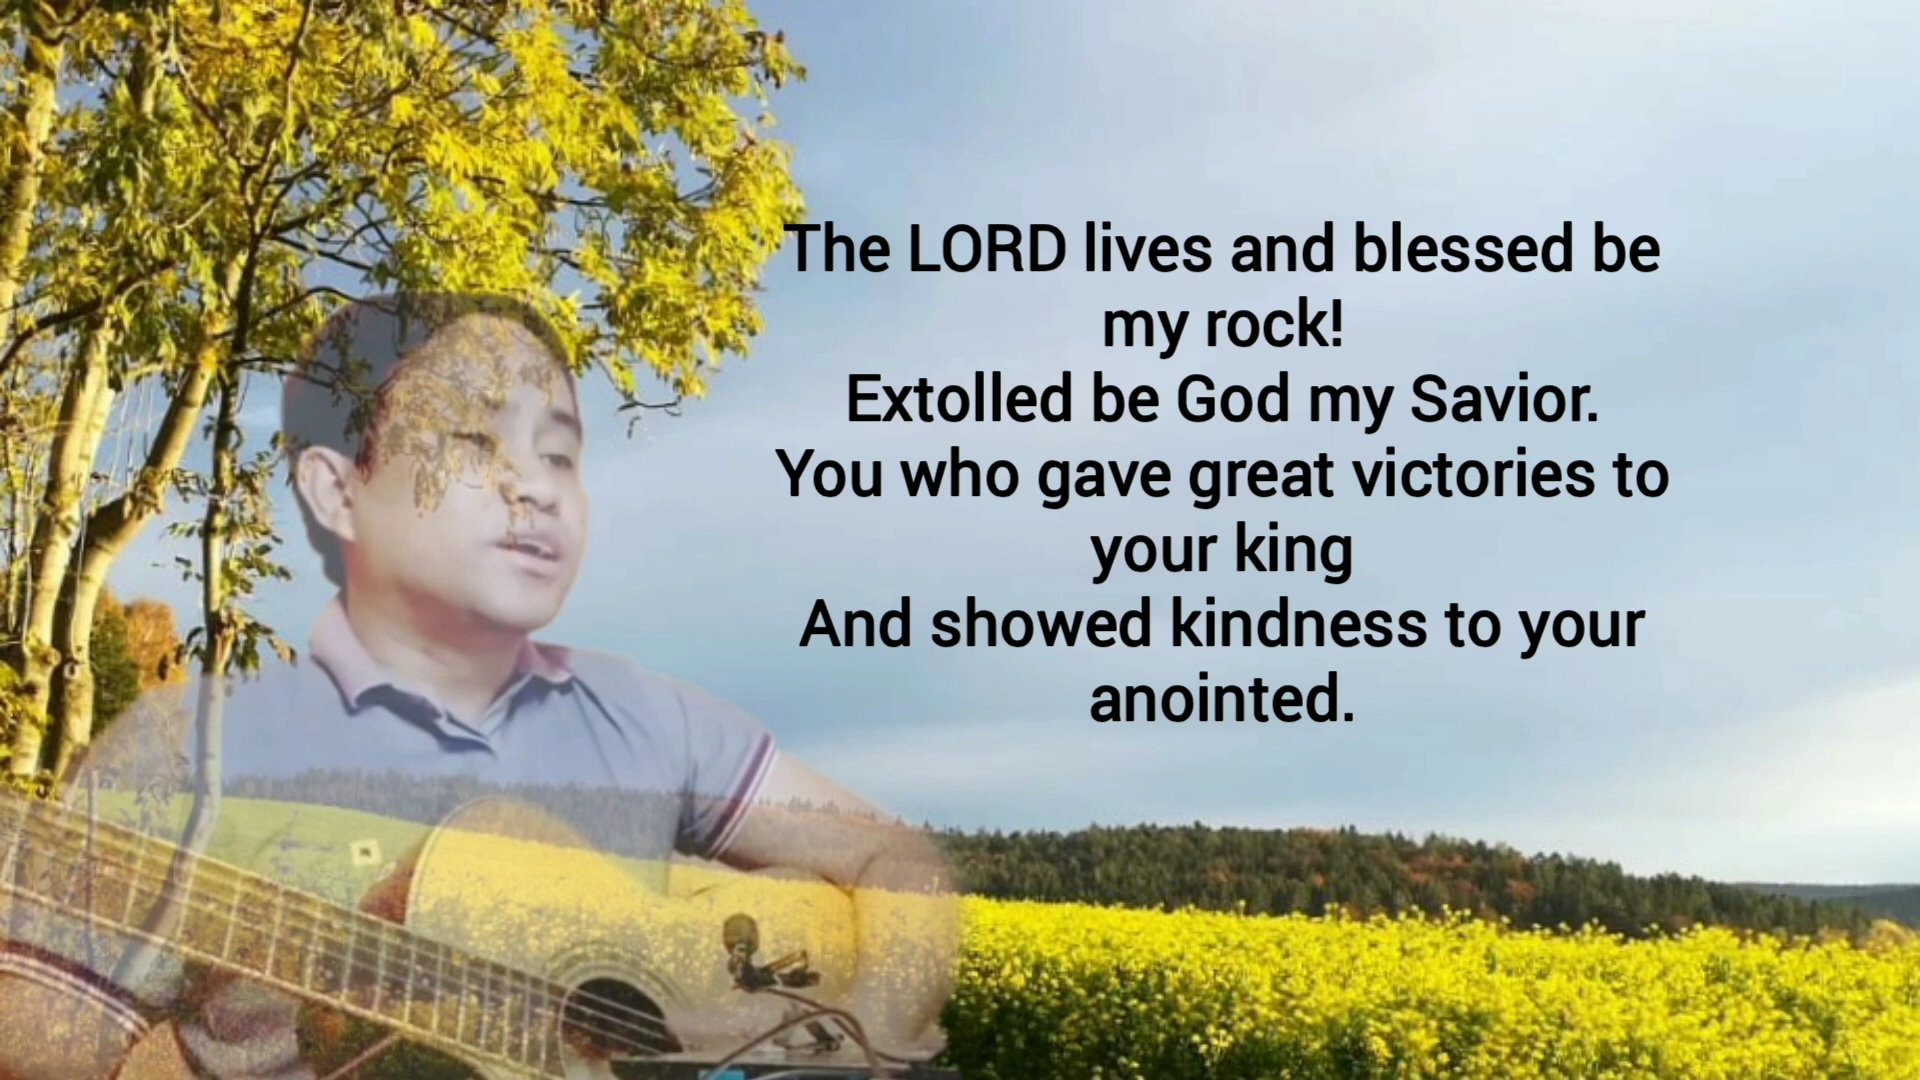 The LORD lives and blessed be
my rock!
Extolled be God my Savior.
You who gave great victories to
your king
And showed kindness to your
anointed.